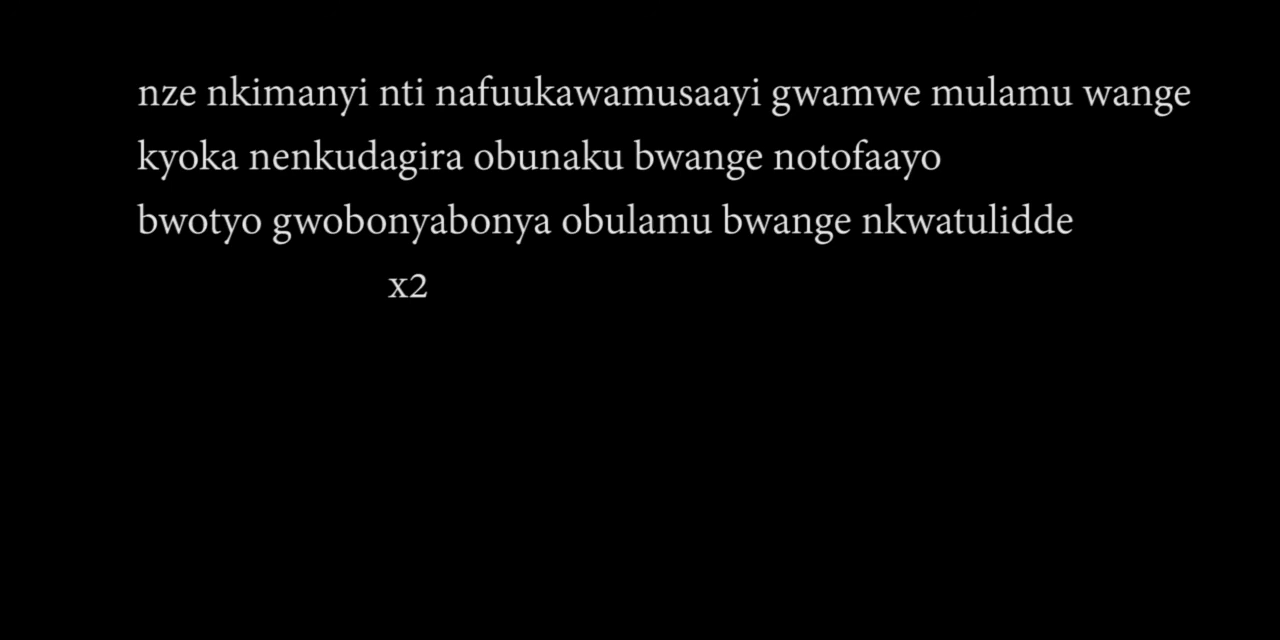 nze nkimanyi nti nafuukawamusaayi gwamwe mulamu wange
kyoka nenkudagira obunaku bwange notofaayo
bwotyo gwobonyabonya obulamu bwange nkwatulidde
x2